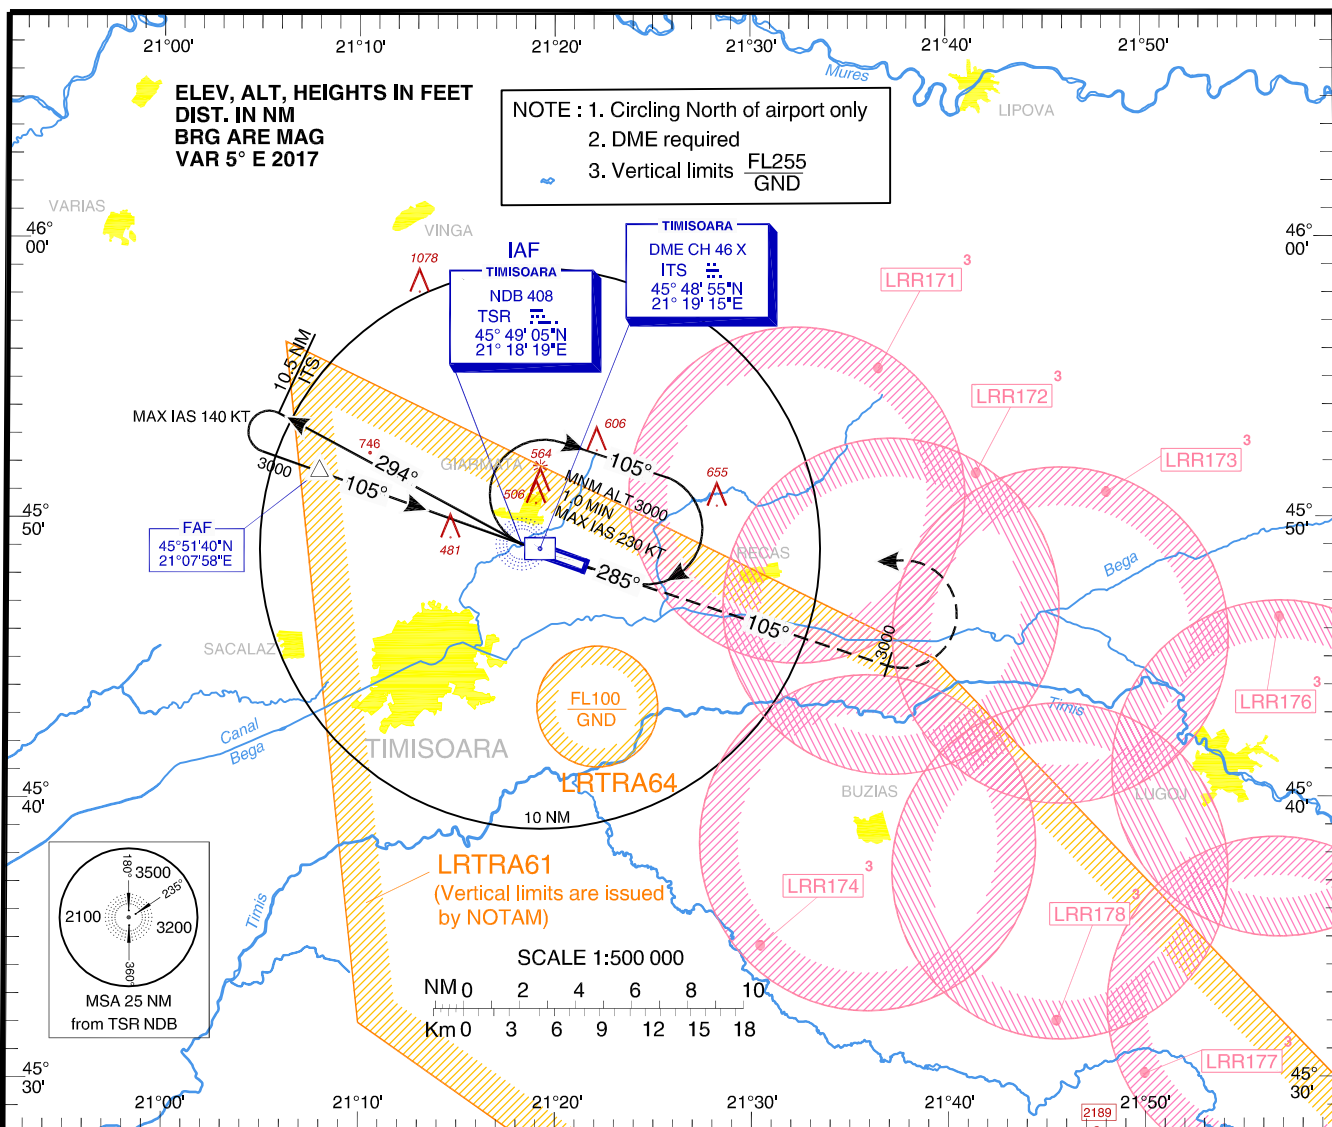 21°00'
21°10'
21°20'
21°30'
21°40'
21°50'
Mures
LIPOVA
ELEV, ALT, HEIGHTS IN FEET
DIST. IN NM
BRG ARE MAG
VAR 5° E 2017
NOTE : 1. Circling North of airport only
2. DME required
3. Vertical limits FL255
GND
VARIAS
VINGA
46°
00'
46°
00'
1078
IAF
TIMISOARA
NDB 408
TSR
45° 49' 05"N
21° 18' 19"E
TIMISOARA
DME CH 46 X
ITS
45° 48' 55"N
21° 19' 15"E
LRR171
3
LRR172
3
LRR173
3
10.5 NM
ITS
MAX IAS 140 KT
3000
746
294°
105°
GIARMATA
564
506
606
105°
655
MNM ALT 3000
1.0 MIN
MAX IAS 230 KT
481
FAF
45°51'40"N
21°07'58"E
45°
50'
45°
50'
RECAS
Bega
285°
105°
3000
SACALAZ
FL100
GND
LRTRA64
Timis
LRR176
3
Canal
Bega
TIMISOARA
45°
40'
45°
40'
BUZIAS
LUGOJ
10 NM
LRTRA61
(Vertical limits are issued
by NOTAM)
LRR174
3
LRR178
3
Timis
180°
3500
235°
2100
3200
360°
MSA 25 NM
from TSR NDB
SCALE 1:500 000
NM 0 2 4 6 8 10
Km 0 3 6 9 12 15 18
LRR177
3
45°
30'
45°
30'
21°00'
21°10'
21°20'
21°30'
21°40'
2189
21°50'